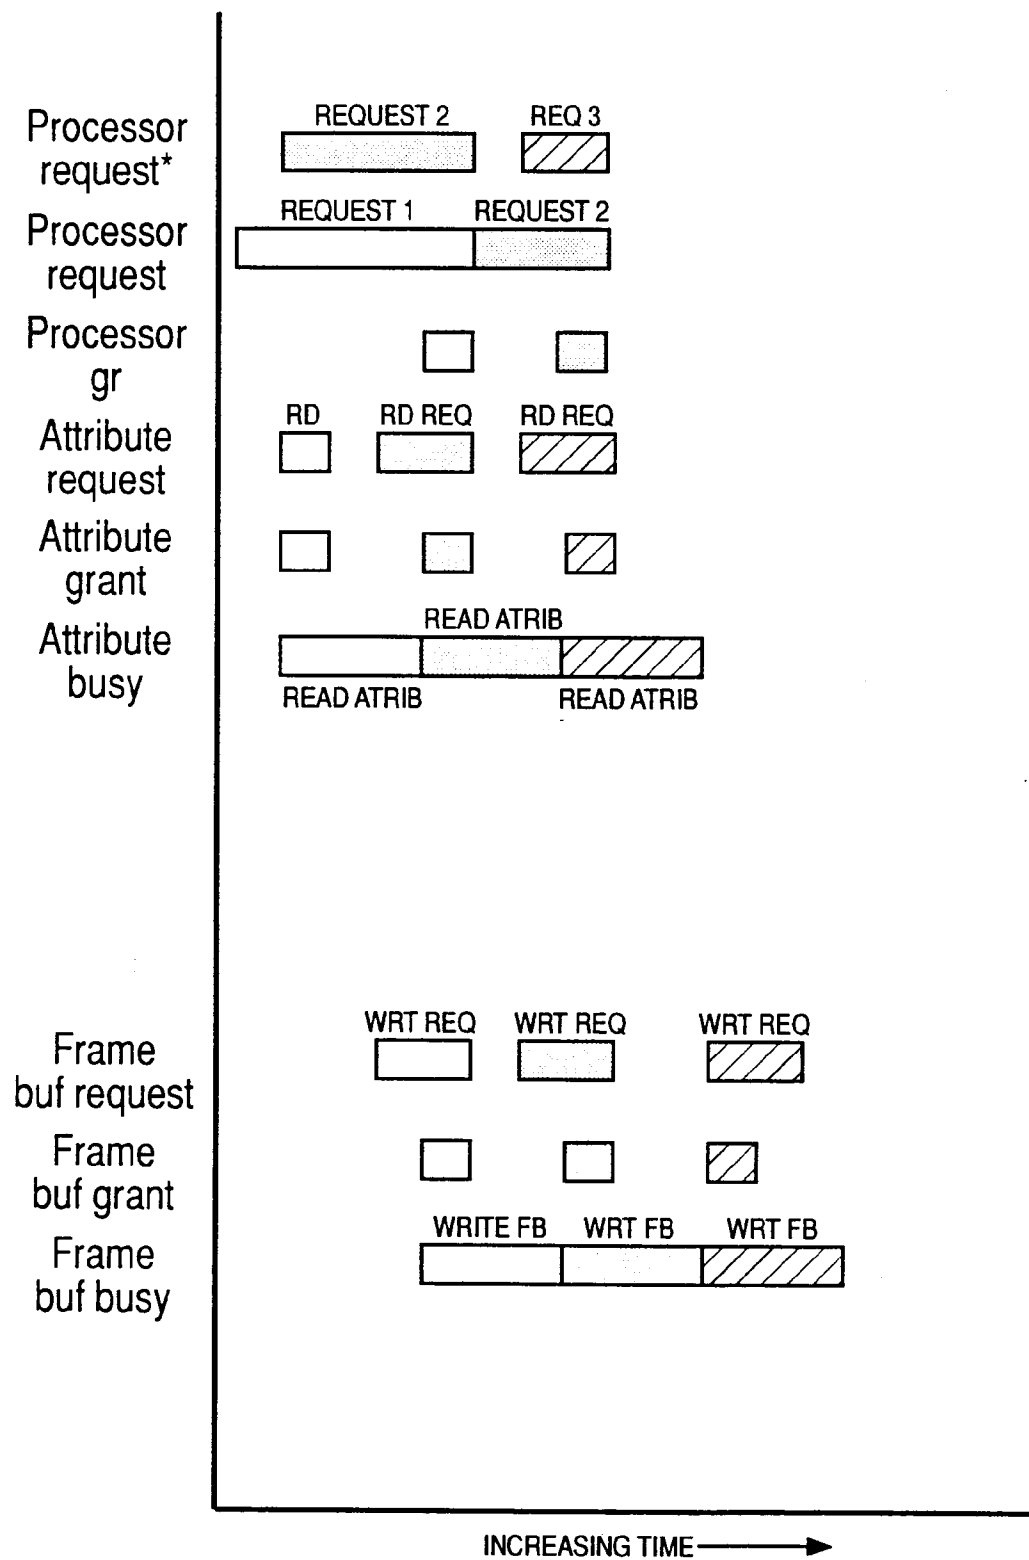 REQUEST 2 REQ 3
Processor
request*
REQUEST 1 REQUEST 2
Processor
request
Processor
gr
RD RD REQ RD REQ
Attribute
request
Attribute
grant
READ ATRIB
Attribute
busy
READ ATRIB READ ATRIB
WRT REQ WRT REQ WRT REQ
Frame
buf request
Frame
buf grant
WRITE FB WRT FB WRT FB
Frame
buf busy
INCREASING TIME